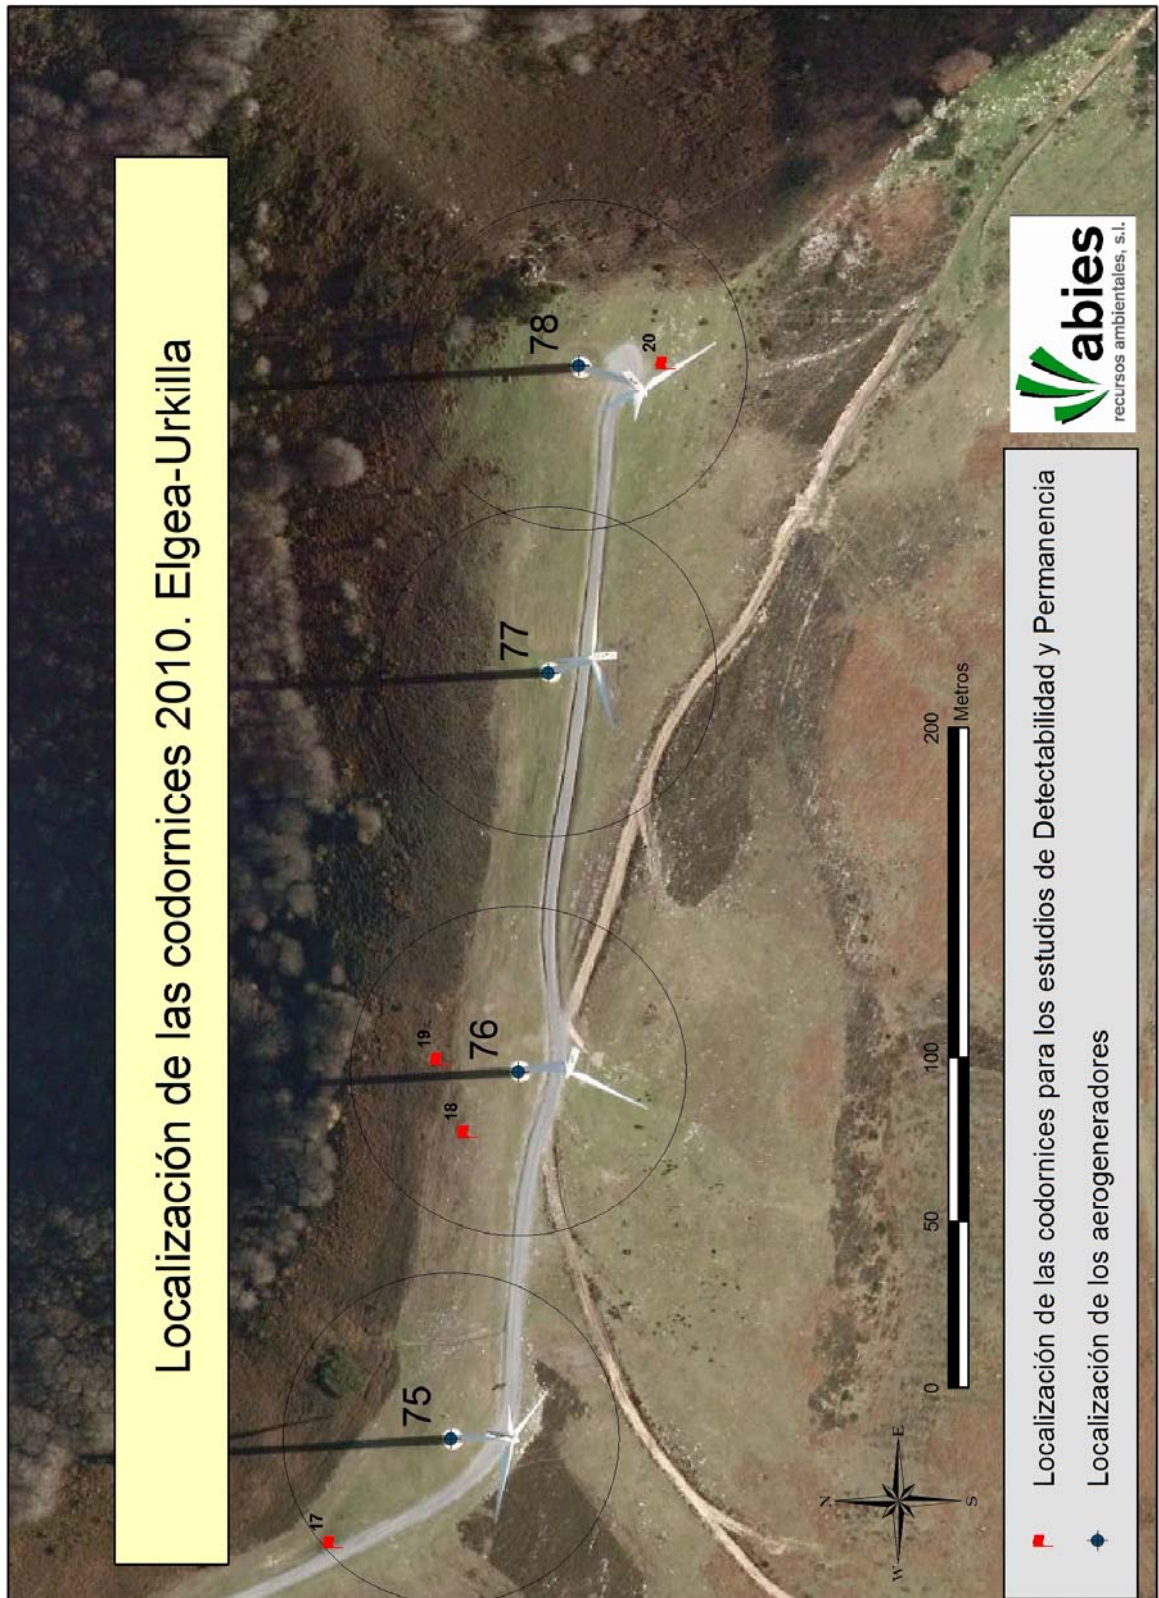 Localización de las codornices 2010. Elgea-Urkilla
17
75
18
19
76
77
78
20
N
W
E
S
0
50
100
200
Metros
Localización de las codornices para los estudios de Detectabilidad y Permanencia
Localización de los aerogeneradores
abies
recursos ambientales, s.l.